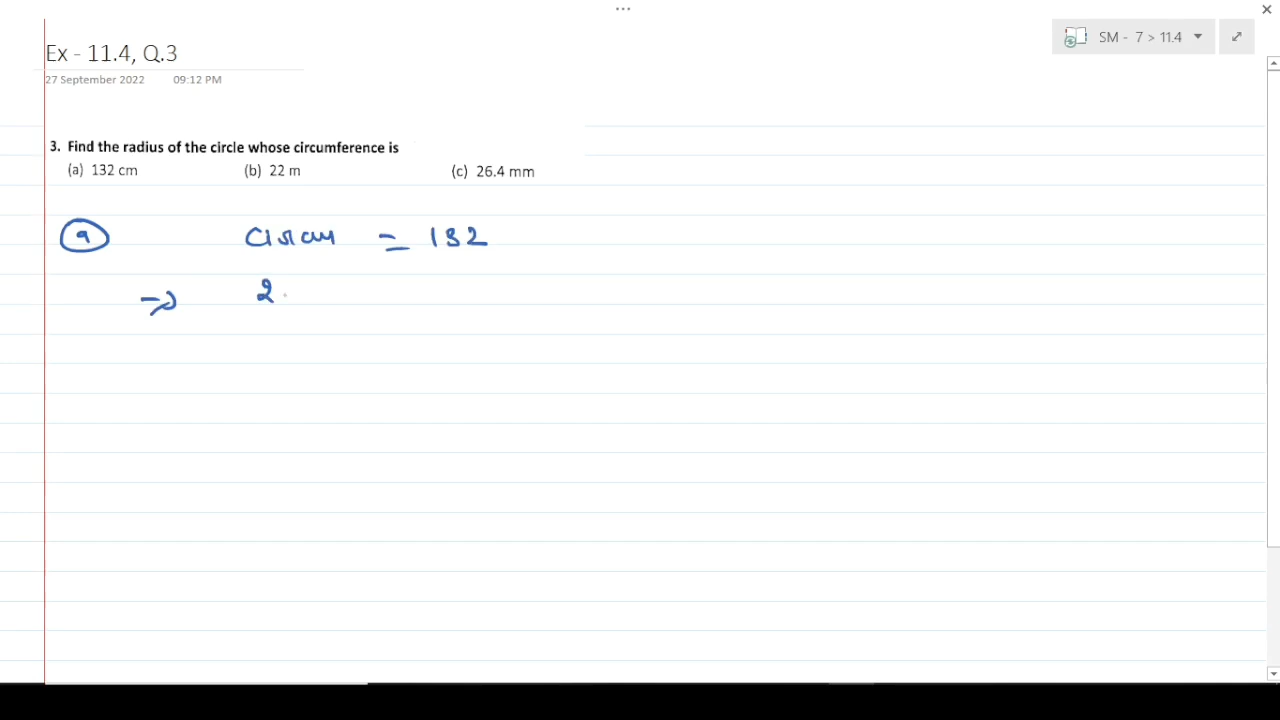 Ex - 11.4, Q.3
27 September 2022 09:12 PM
SM - 7 > 11.4
3. Find the radius of the circle whose circumference is
(a) 132 cm (b) 22 m (c) 26.4 mm
(a) Circum = 132
⇒ 2